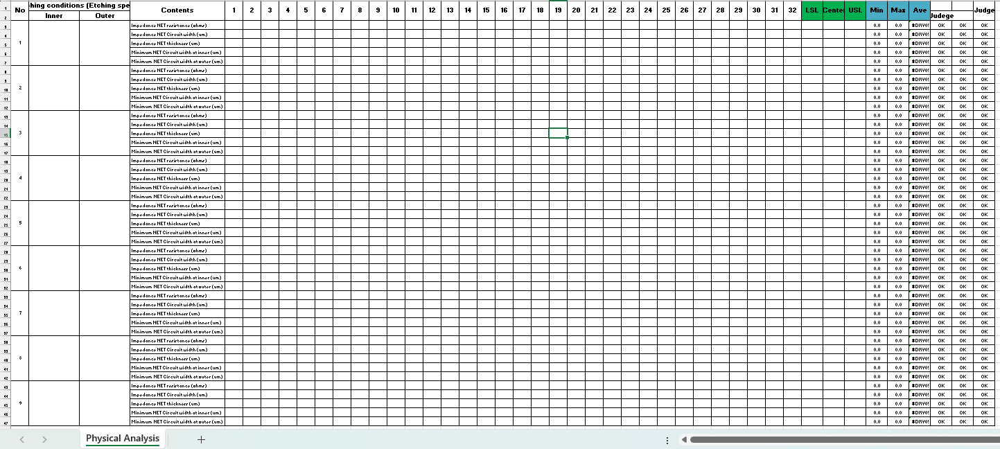 1 No hing conditions (Etching spe Contents 1 2 3 4 5 6 7 8 9 10 11 12 13 14 15 16 17 18 19 20 21 22 23 24 25 26 27 28 29 30 31 32 LSL Center USL Min Max Ave Judge
2 Inner Outer Judege
3 Impedance NET resistance (ohms) 0.0 0.0 #DIV/0! OK OK OK
4 Impedance NET Circuit width (um) 0.0 0.0 #DIV/0! OK OK OK
5 1 Impedance NET thickness (um) 0.0 0.0 #DIV/0! OK OK OK
6 Minimum NET Circuit width at inner (um) 0.0 0.0 #DIV/0! OK OK OK
7 Minimum NET Circuit width at outer (um) 0.0 0.0 #DIV/0! OK OK OK
8 Impedance NET resistance (ohms) 0.0 0.0 #DIV/0! OK OK OK
9 Impedance NET Circuit width (um) 0.0 0.0 #DIV/0! OK OK OK
10 2 Impedance NET thickness (um) 0.0 0.0 #DIV/0! OK OK OK
11 Minimum NET Circuit width at inner (um) 0.0 0.0 #DIV/0! OK OK OK
12 Minimum NET Circuit width at outer (um) 0.0 0.0 #DIV/0! OK OK OK
13 Impedance NET resistance (ohms) 0.0 0.0 #DIV/0! OK OK OK
14 Impedance NET Circuit width (um) 0.0 0.0 #DIV/0! OK OK OK
15 3 Impedance NET thickness (um) 0.0 0.0 #DIV/0! OK OK OK
16 Minimum NET Circuit width at inner (um) 0.0 0.0 #DIV/0! OK OK OK
17 Minimum NET Circuit width at outer (um) 0.0 0.0 #DIV/0! OK OK OK
18 Impedance NET resistance (ohms) 0.0 0.0 #DIV/0! OK OK OK
19 Impedance NET Circuit width (um) 0.0 0.0 #DIV/0! OK OK OK
20 4 Impedance NET thickness (um) 0.0 0.0 #DIV/0! OK OK OK
21 Minimum NET Circuit width at inner (um) 0.0 0.0 #DIV/0! OK OK OK
22 Minimum NET Circuit width at outer (um) 0.0 0.0 #DIV/0! OK OK OK
23 Impedance NET resistance (ohms) 0.0 0.0 #DIV/0! OK OK OK
24 Impedance NET Circuit width (um) 0.0 0.0 #DIV/0! OK OK OK
25 5 Impedance NET thickness (um) 0.0 0.0 #DIV/0! OK OK OK
26 Minimum NET Circuit width at inner (um) 0.0 0.0 #DIV/0! OK OK OK
27 Minimum NET Circuit width at outer (um) 0.0 0.0 #DIV/0! OK OK OK
28 Impedance NET resistance (ohms) 0.0 0.0 #DIV/0! OK OK OK
29 Impedance NET Circuit width (um) 0.0 0.0 #DIV/0! OK OK OK
30 6 Impedance NET thickness (um) 0.0 0.0 #DIV/0! OK OK OK
31 Minimum NET Circuit width at inner (um) 0.0 0.0 #DIV/0! OK OK OK
32 Minimum NET Circuit width at outer (um) 0.0 0.0 #DIV/0! OK OK OK
33 Impedance NET resistance (ohms) 0.0 0.0 #DIV/0! OK OK OK
34 Impedance NET Circuit width (um) 0.0 0.0 #DIV/0! OK OK OK
35 7 Impedance NET thickness (um) 0.0 0.0 #DIV/0! OK OK OK
36 Minimum NET Circuit width at inner (um) 0.0 0.0 #DIV/0! OK OK OK
37 Minimum NET Circuit width at outer (um) 0.0 0.0 #DIV/0! OK OK OK
38 Impedance NET resistance (ohms) 0.0 0.0 #DIV/0! OK OK OK
39 Impedance NET Circuit width (um) 0.0 0.0 #DIV/0! OK OK OK
40 8 Impedance NET thickness (um) 0.0 0.0 #DIV/0! OK OK OK
41 Minimum NET Circuit width at inner (um) 0.0 0.0 #DIV/0! OK OK OK
42 Minimum NET Circuit width at outer (um) 0.0 0.0 #DIV/0! OK OK OK
43 Impedance NET resistance (ohms) 0.0 0.0 #DIV/0! OK OK OK
44 Impedance NET Circuit width (um) 0.0 0.0 #DIV/0! OK OK OK
45 9 Impedance NET thickness (um) 0.0 0.0 #DIV/0! OK OK OK
46 Minimum NET Circuit width at inner (um) 0.0 0.0 #DIV/0! OK OK OK
47 Minimum NET Circuit width at outer (um) 0.0 0.0 #DIV/0! OK OK OK
Physical Analysis